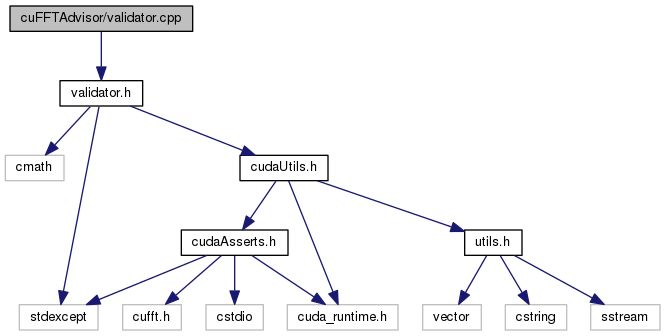 cuFFTAdvisor/validator.cpp
validator.h
cmath
cudaUtils.h
cudaAsserts.h
utils.h
stdexcept
cufft.h
cstdio
cuda_runtime.h
vector
cstring
sstream